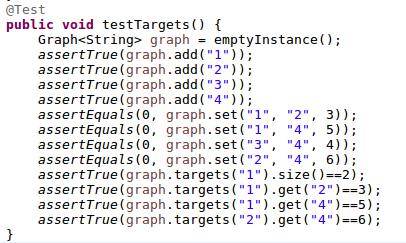 @Test
public void testTargets() {
    Graph<String> graph = emptyInstance();
    assertTrue(graph.add("1"));
    assertTrue(graph.add("2"));
    assertTrue(graph.add("3"));
    assertTrue(graph.add("4"));
    assertEquals(0, graph.set("1", "2", 3));
    assertEquals(0, graph.set("1", "4", 5));
    assertEquals(0, graph.set("3", "4", 4));
    assertEquals(0, graph.set("2", "4", 6));
    assertTrue(graph.targets("1").size()==2);
    assertTrue(graph.targets("1").get("2")==3);
    assertTrue(graph.targets("1").get("4")==5);
    assertTrue(graph.targets("2").get("4")==6);
}